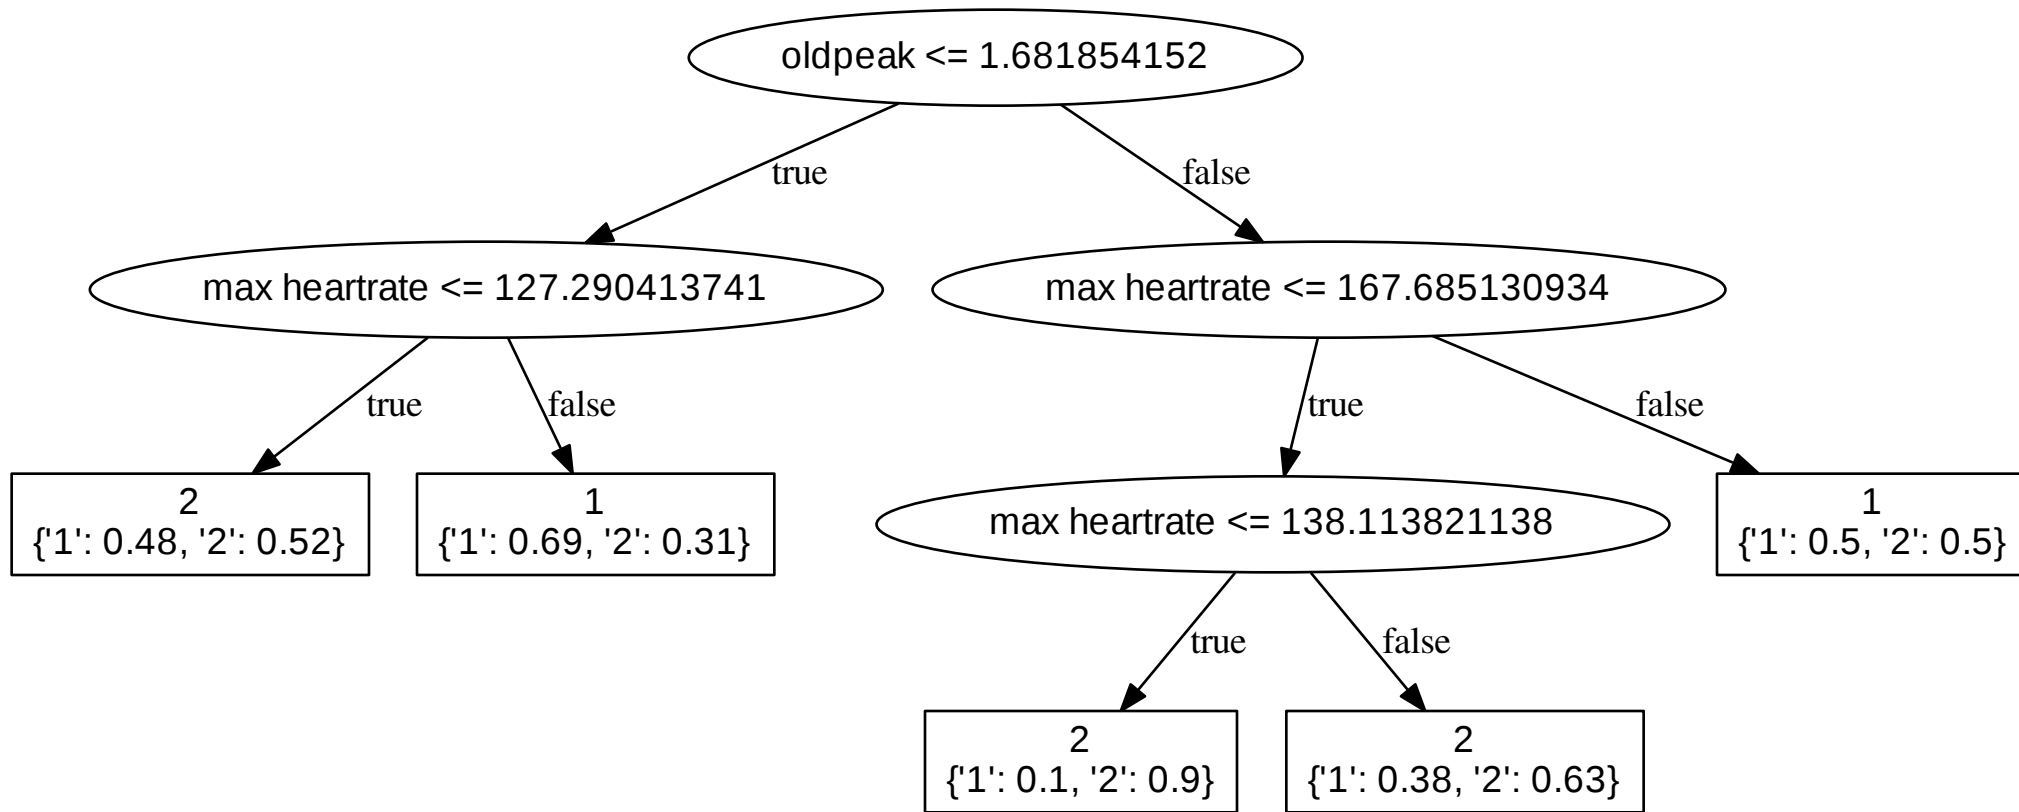 oldpeak <= 1.681854152
true
false
max heartrate <= 127.290413741
max heartrate <= 167.685130934
true
false
true
false
2
{'1': 0.48, '2': 0.52}
1
{'1': 0.69, '2': 0.31}
max heartrate <= 138.113821138
1
{'1': 0.5, '2': 0.5}
true
false
2
{'1': 0.1, '2': 0.9}
2
{'1': 0.38, '2': 0.63}